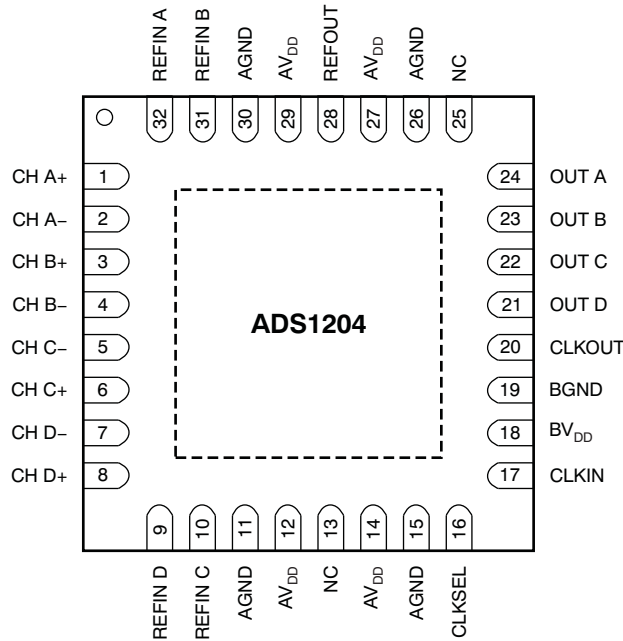 REFIN A
REFIN B
AGND
AVDD
REFOUT
AVDD
AGND
NC
32
31
30
29
28
27
26
25
CH A+ 1
CH A− 2
CH B+ 3
CH B− 4
CH C− 5
CH C+ 6
CH D− 7
CH D+ 8
ADS1204
24 OUT A
23 OUT B
22 OUT C
21 OUT D
20 CLKOUT
19 BGND
18 BVDD
17 CLKIN
9
10
11
12
13
14
15
16
REFIN D
REFIN C
AGND
AVDD
NC
AVDD
AGND
CLKSEL